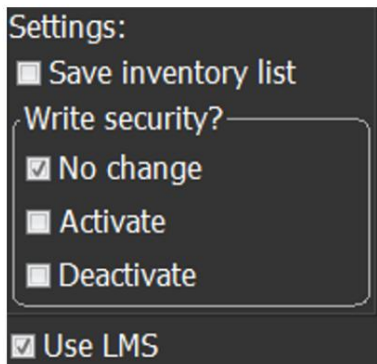 Settings:
Save inventory list
Write security?
No change
Activate
Deactivate
Use LMS